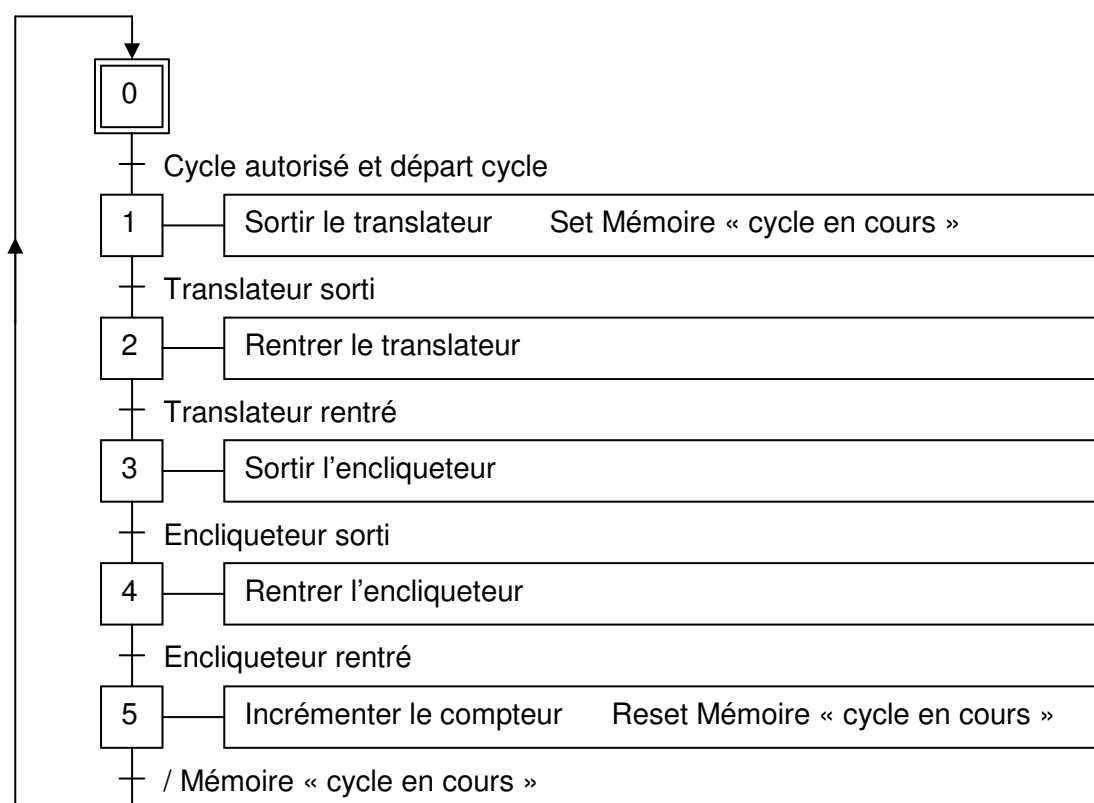 0
Cycle autorisé et départ cycle
1 Sortir le translateur Set Mémoire « cycle en cours »
Translateur sorti
2 Rentrer le translateur
Translateur rentré
3 Sortir l’encliqueteur
Encliqueteur sorti
4 Rentrer l’encliqueteur
Encliqueteur rentré
5 Incrémenter le compteur Reset Mémoire « cycle en cours »
/ Mémoire « cycle en cours »